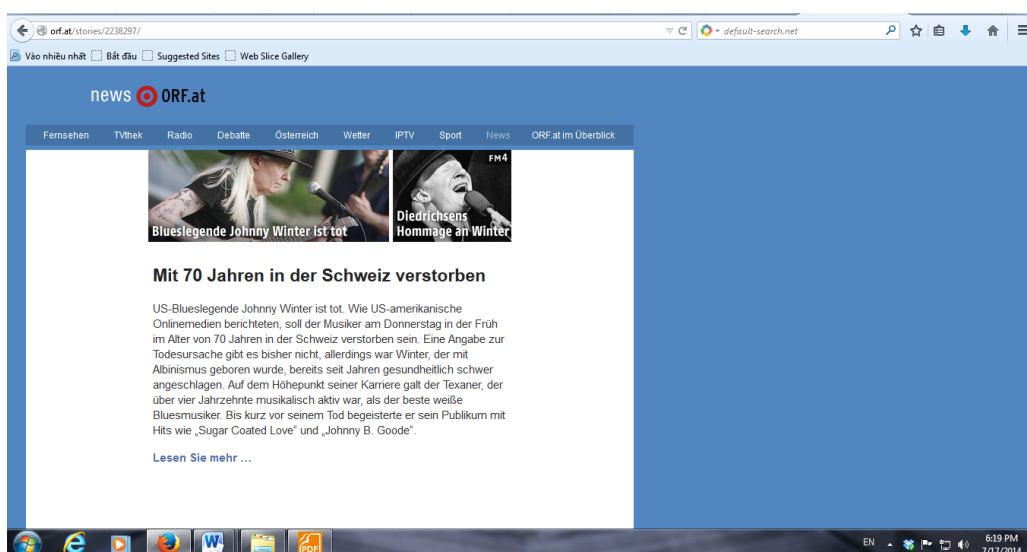 orf.at/stories/2238297/
default-search.net
Vào nhiều nhất Bắt đầu Suggested Sites Web Slice Gallery
news ORF.at
Fernsehen TVthek Radio Debatte Österreich Wetter IPTV Sport News ORF.at im Überblick
FM4
Blueslegende Johnny Winter ist tot
Diedrichsens
Hommage an Winter
Mit 70 Jahren in der Schweiz verstorben
US-Blueslegende Johnny Winter ist tot. Wie US-amerikanische
Onlinemedien berichteten, soll der Musiker am Donnerstag in der Früh
im Alter von 70 Jahren in der Schweiz verstorben sein. Eine Angabe zur
Todesursache gibt es bisher nicht, allerdings war Winter, der mit
Albinismus geboren wurde, bereits seit Jahren gesundheitlich schwer
angeschlagen. Auf dem Höhepunkt seiner Karriere galt der Texaner, der
über vier Jahrzehnte musikalisch aktiv war, als der beste weiße
Bluesmusiker. Bis kurz vor seinem Tod begeisterte er sein Publikum mit
Hits wie „Sugar Coated Love“ und „Johnny B. Goode“.
Lesen Sie mehr …
PDF
EN
6:19 PM
7/17/2014